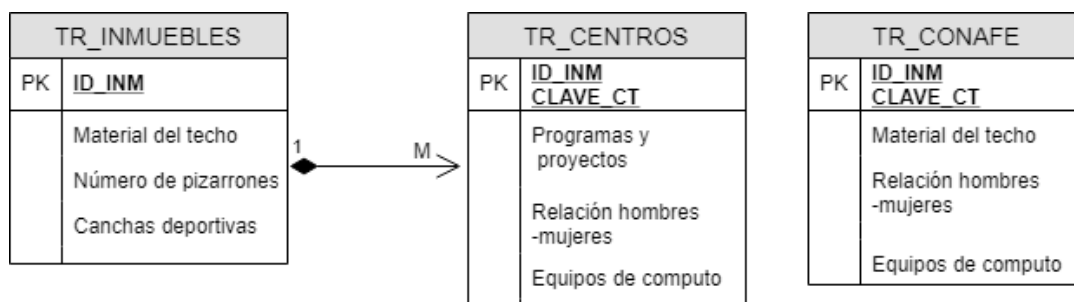 TR_INMUEBLES
PK
ID_INM
Material del techo
Número de pizarrones
Canchas deportivas
1
M
TR_CENTROS
PK
ID_INM
CLAVE_CT
Programas y
proyectos
Relación hombres
-mujeres
Equipos de computo
TR_CONAFE
PK
ID_INM
CLAVE_CT
Material del techo
Relación hombres
-mujeres
Equipos de computo